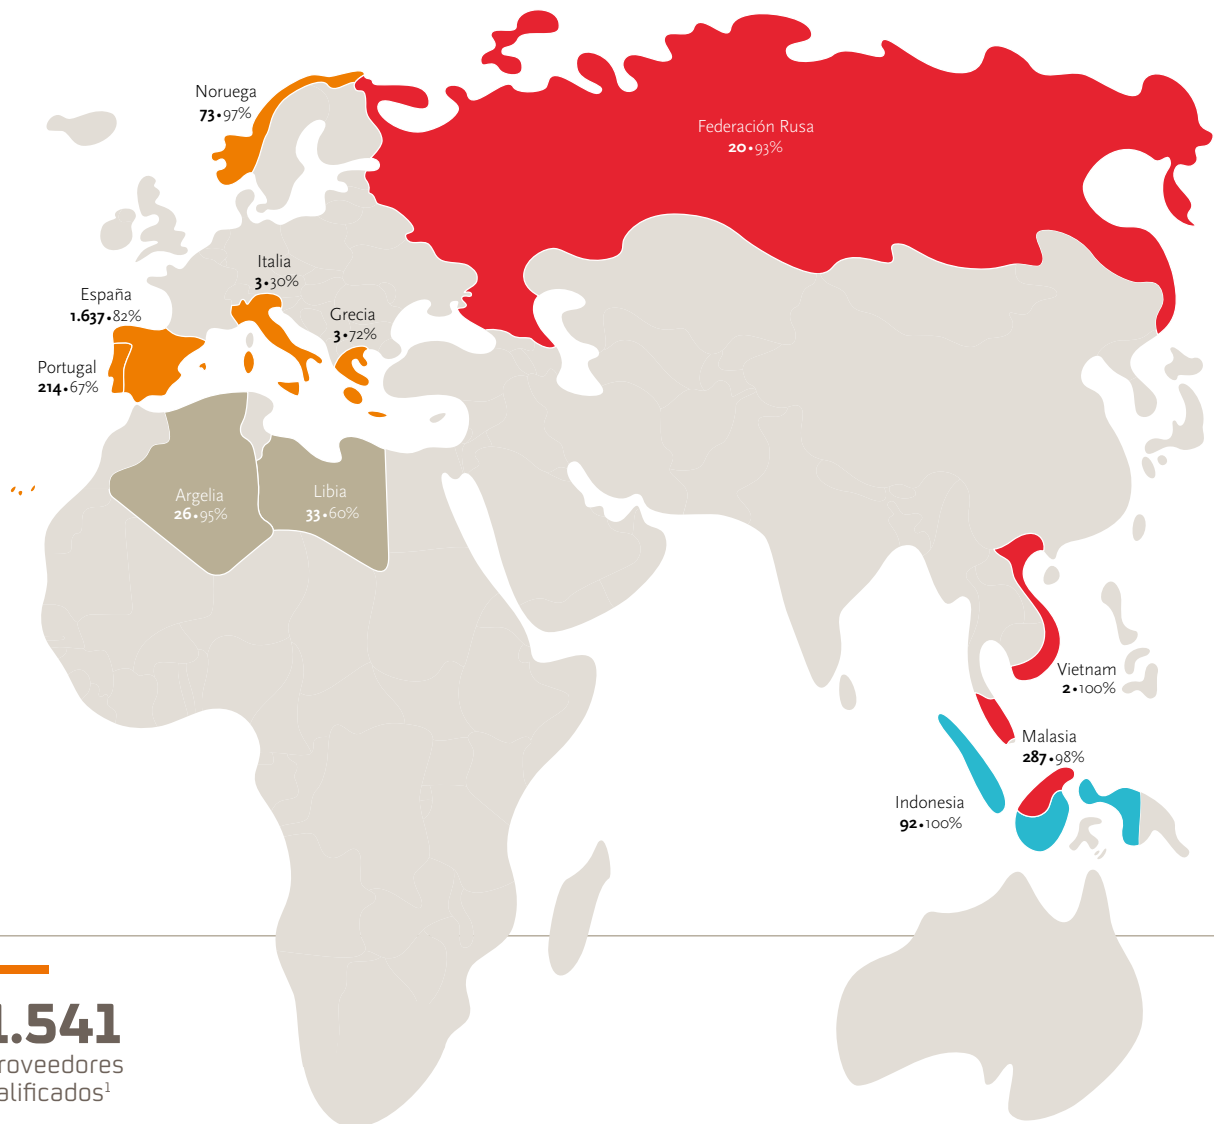 Noruega
73•97%
Federación Rusa
20•93%
Italia
3•30%
España
1.637•82%
Grecia
3•72%
Portugal
214•67%
Argelia
26•95%
Libia
33•60%
Vietnam
2•100%
Malasia
287•98%
Indonesia
92•100%
1.541
roveedores
alificados¹